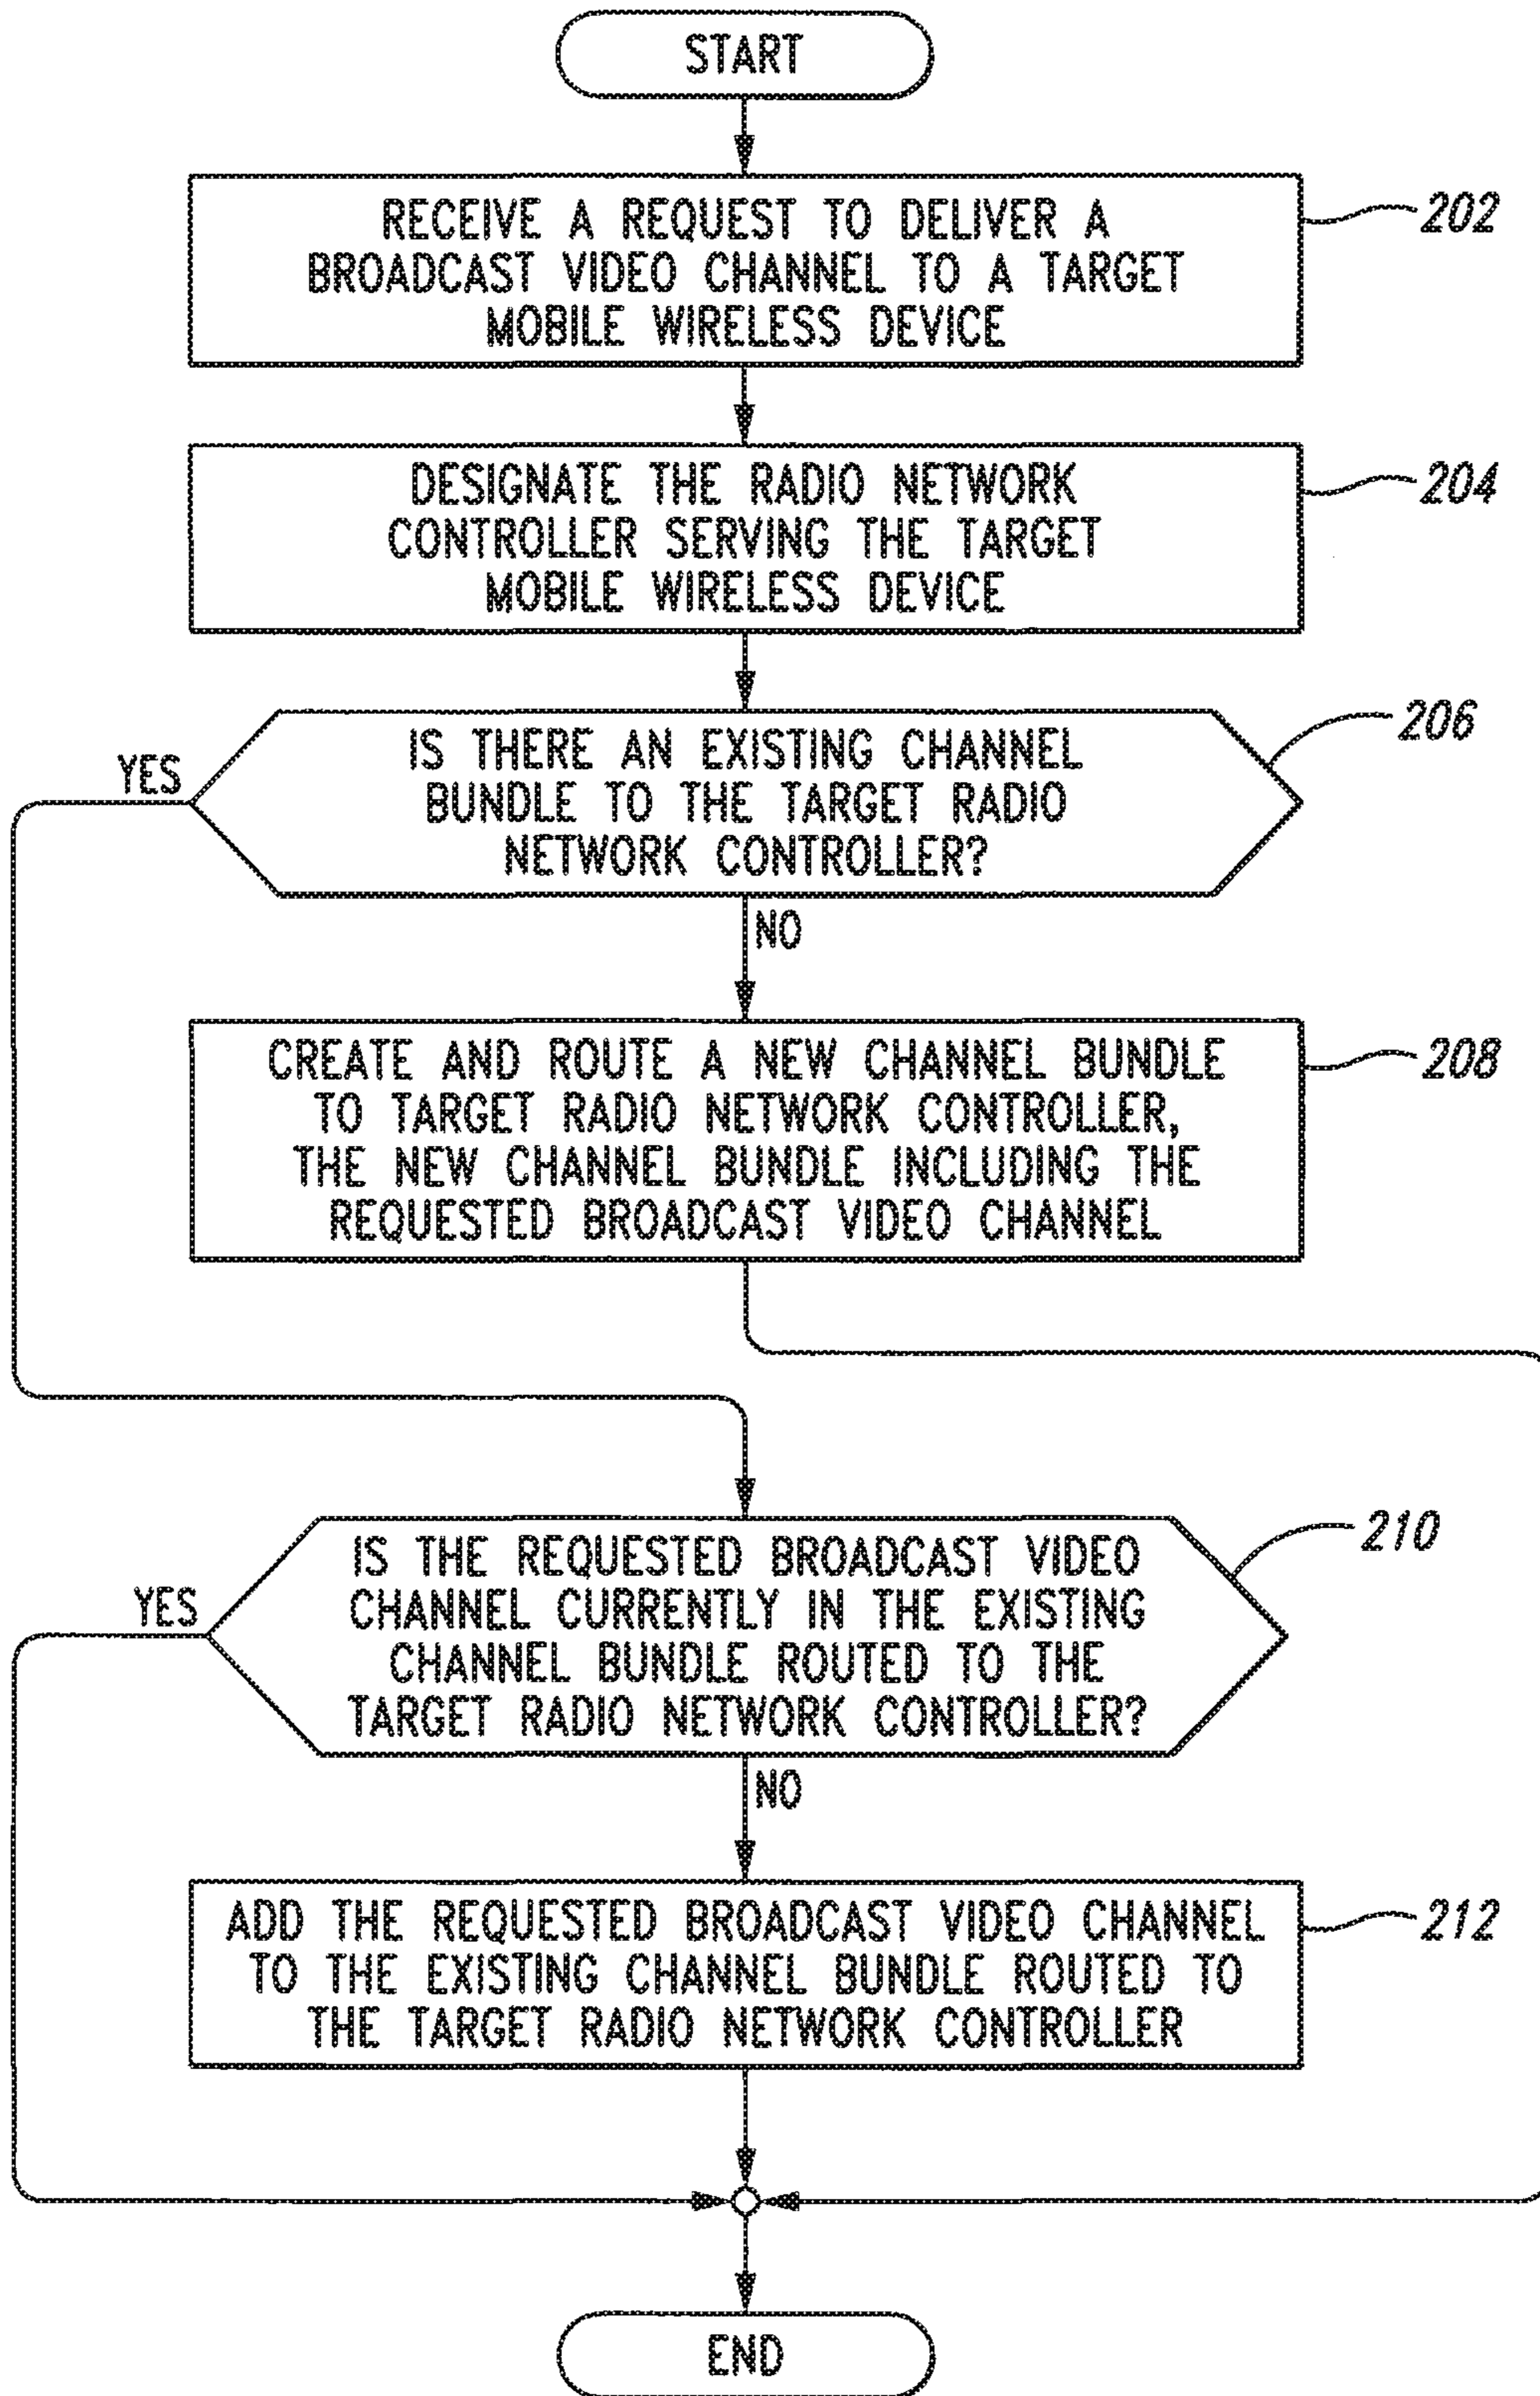 START
RECEIVE A REQUEST TO DELIVER A
BROADCAST VIDEO CHANNEL TO A TARGET
MOBILE WIRELESS DEVICE
202
DESIGNATE THE RADIO NETWORK
CONTROLLER SERVING THE TARGET
MOBILE WIRELESS DEVICE
204
IS THERE AN EXISTING CHANNEL
BUNDLE TO THE TARGET RADIO
NETWORK CONTROLLER?
206
YES
NO
CREATE AND ROUTE A NEW CHANNEL BUNDLE
TO TARGET RADIO NETWORK CONTROLLER,
THE NEW CHANNEL BUNDLE INCLUDING THE
REQUESTED BROADCAST VIDEO CHANNEL
208
IS THE REQUESTED BROADCAST VIDEO
CHANNEL CURRENTLY IN THE EXISTING
CHANNEL BUNDLE ROUTED TO THE
TARGET RADIO NETWORK CONTROLLER?
210
YES
NO
ADD THE REQUESTED BROADCAST VIDEO CHANNEL
TO THE EXISTING CHANNEL BUNDLE ROUTED TO
THE TARGET RADIO NETWORK CONTROLLER
212
END